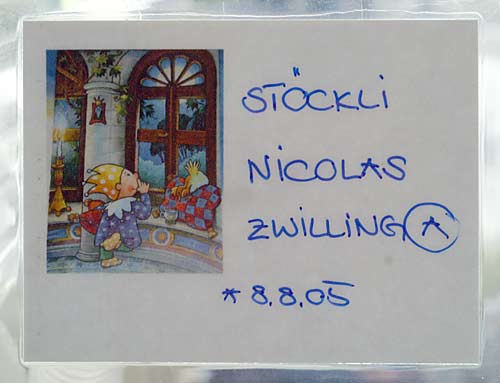 STÖCKLI
NICOLAS
ZWILLING A
* 8.8.05